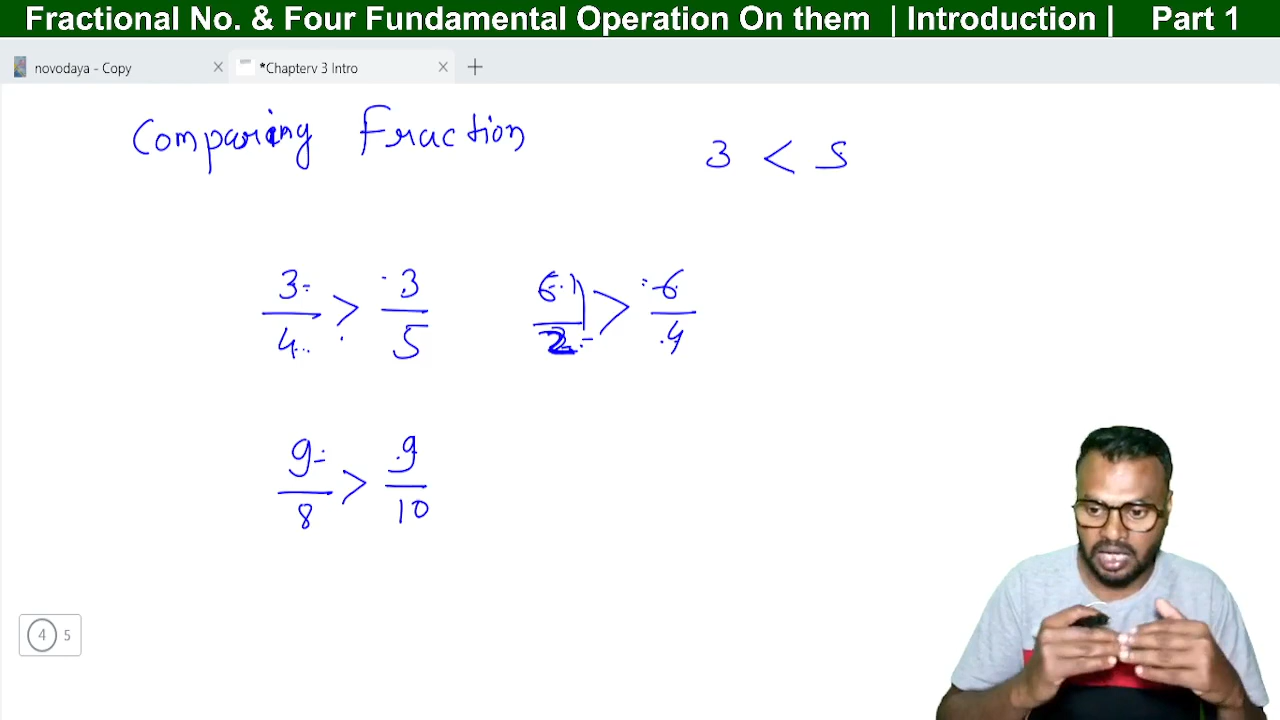 Fractional No. & Four Fundamental Operation On them | Introduction | Part 1
novodaya - Copy
*Chapterv 3 Intro
Comparing Fraction
3 < 5
3/4 > 3/5
6/2 > 6/4
9/8 > 9/10
4 5